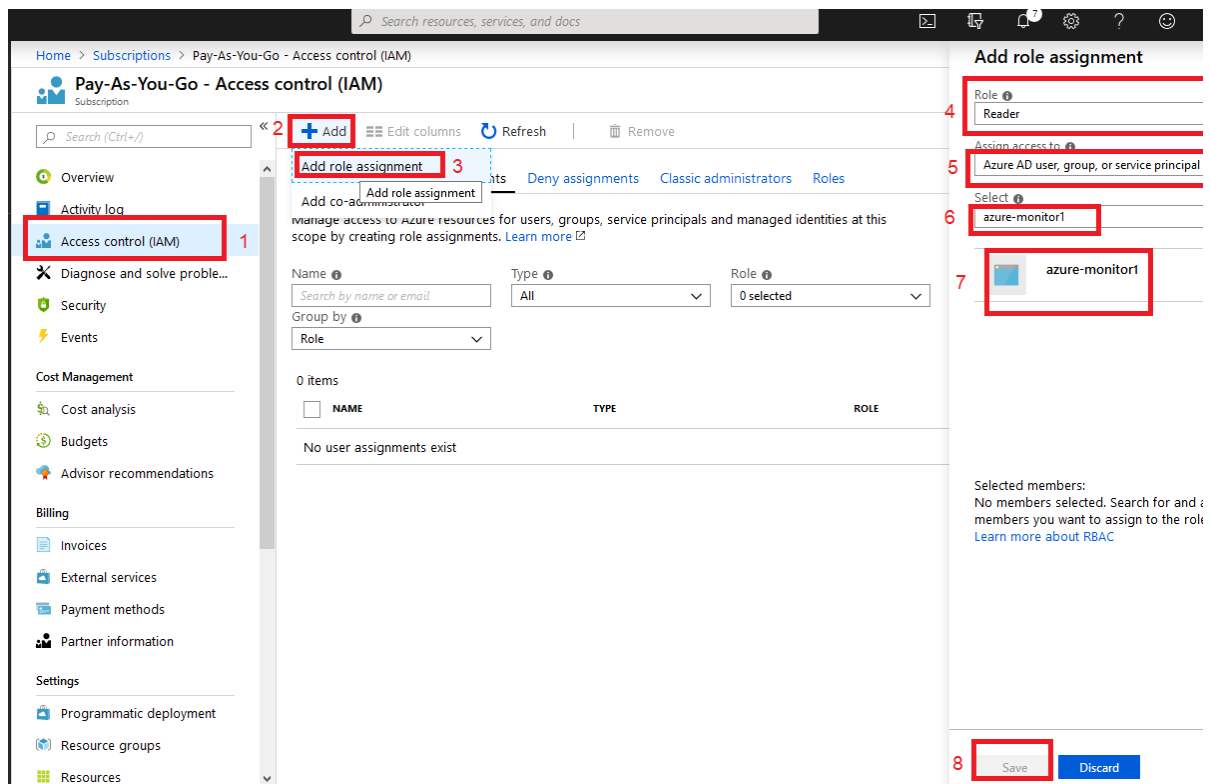 Search resources, services, and docs
7
Home > Subscriptions > Pay-As-You-Go - Access control (IAM)
Pay-As-You-Go - Access control (IAM)
Subscription
Search (Ctrl+/)
«
Overview
Activity log
Access control (IAM) 1
Diagnose and solve proble...
Security
Events
Cost Management
Cost analysis
Budgets
Advisor recommendations
Billing
Invoices
External services
Payment methods
Partner information
Settings
Programmatic deployment
Resource groups
Resources
2 Add Edit columns Refresh Remove
Add role assignment 3
Add role assignment
Add co-administrator
Deny assignments Classic administrators Roles
Manage access to Azure resources for users, groups, service principals and managed identities at this
scope by creating role assignments. Learn more
Name Type Role
Search by name or email All 0 selected
Group by
Role
0 items
NAME TYPE ROLE
No user assignments exist
Add role assignment
Role
4 Reader
Assign access to
5 Azure AD user, group, or service principal
Select
6 azure-monitor1
7 azure-monitor1
Selected members:
No members selected. Search for and
members you want to assign to the role
Learn more about RBAC
8 Save Discard